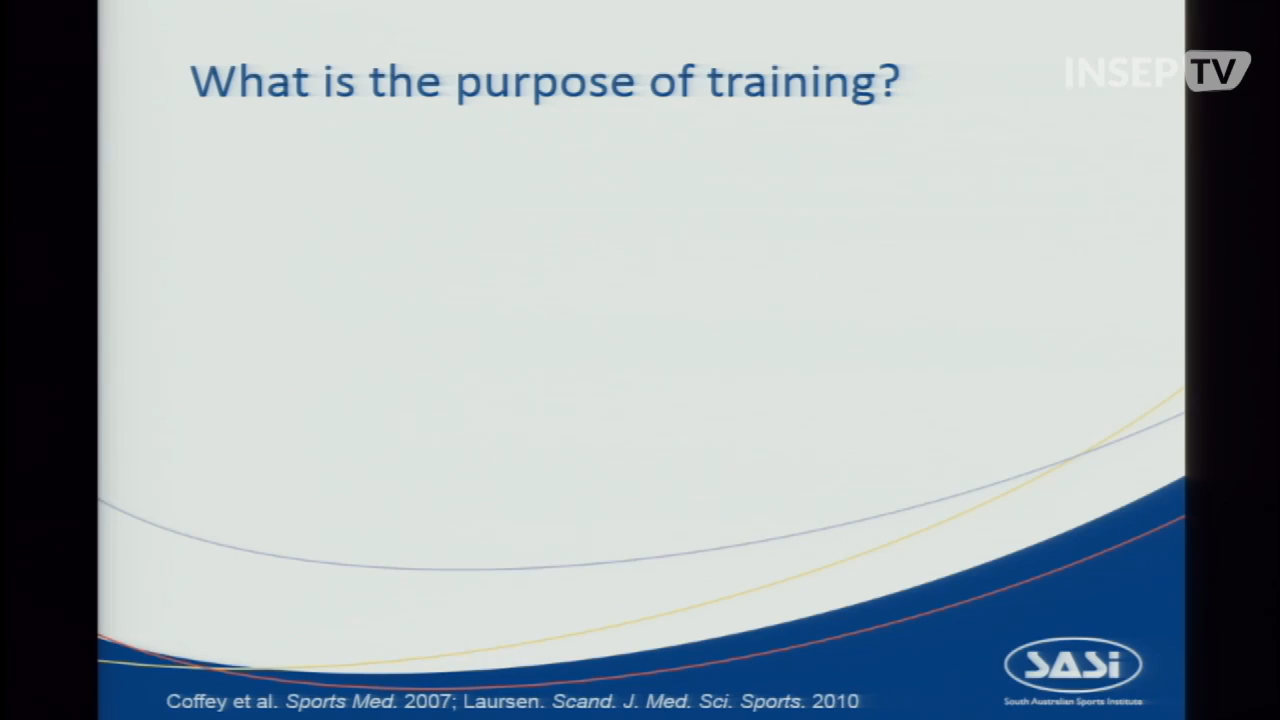 INSEP TV
What is the purpose of training?
SASi
South Australian Sports Institute
Coffey et al. Sports Med. 2007; Laursen. Scand. J. Med. Sci. Sports. 2010